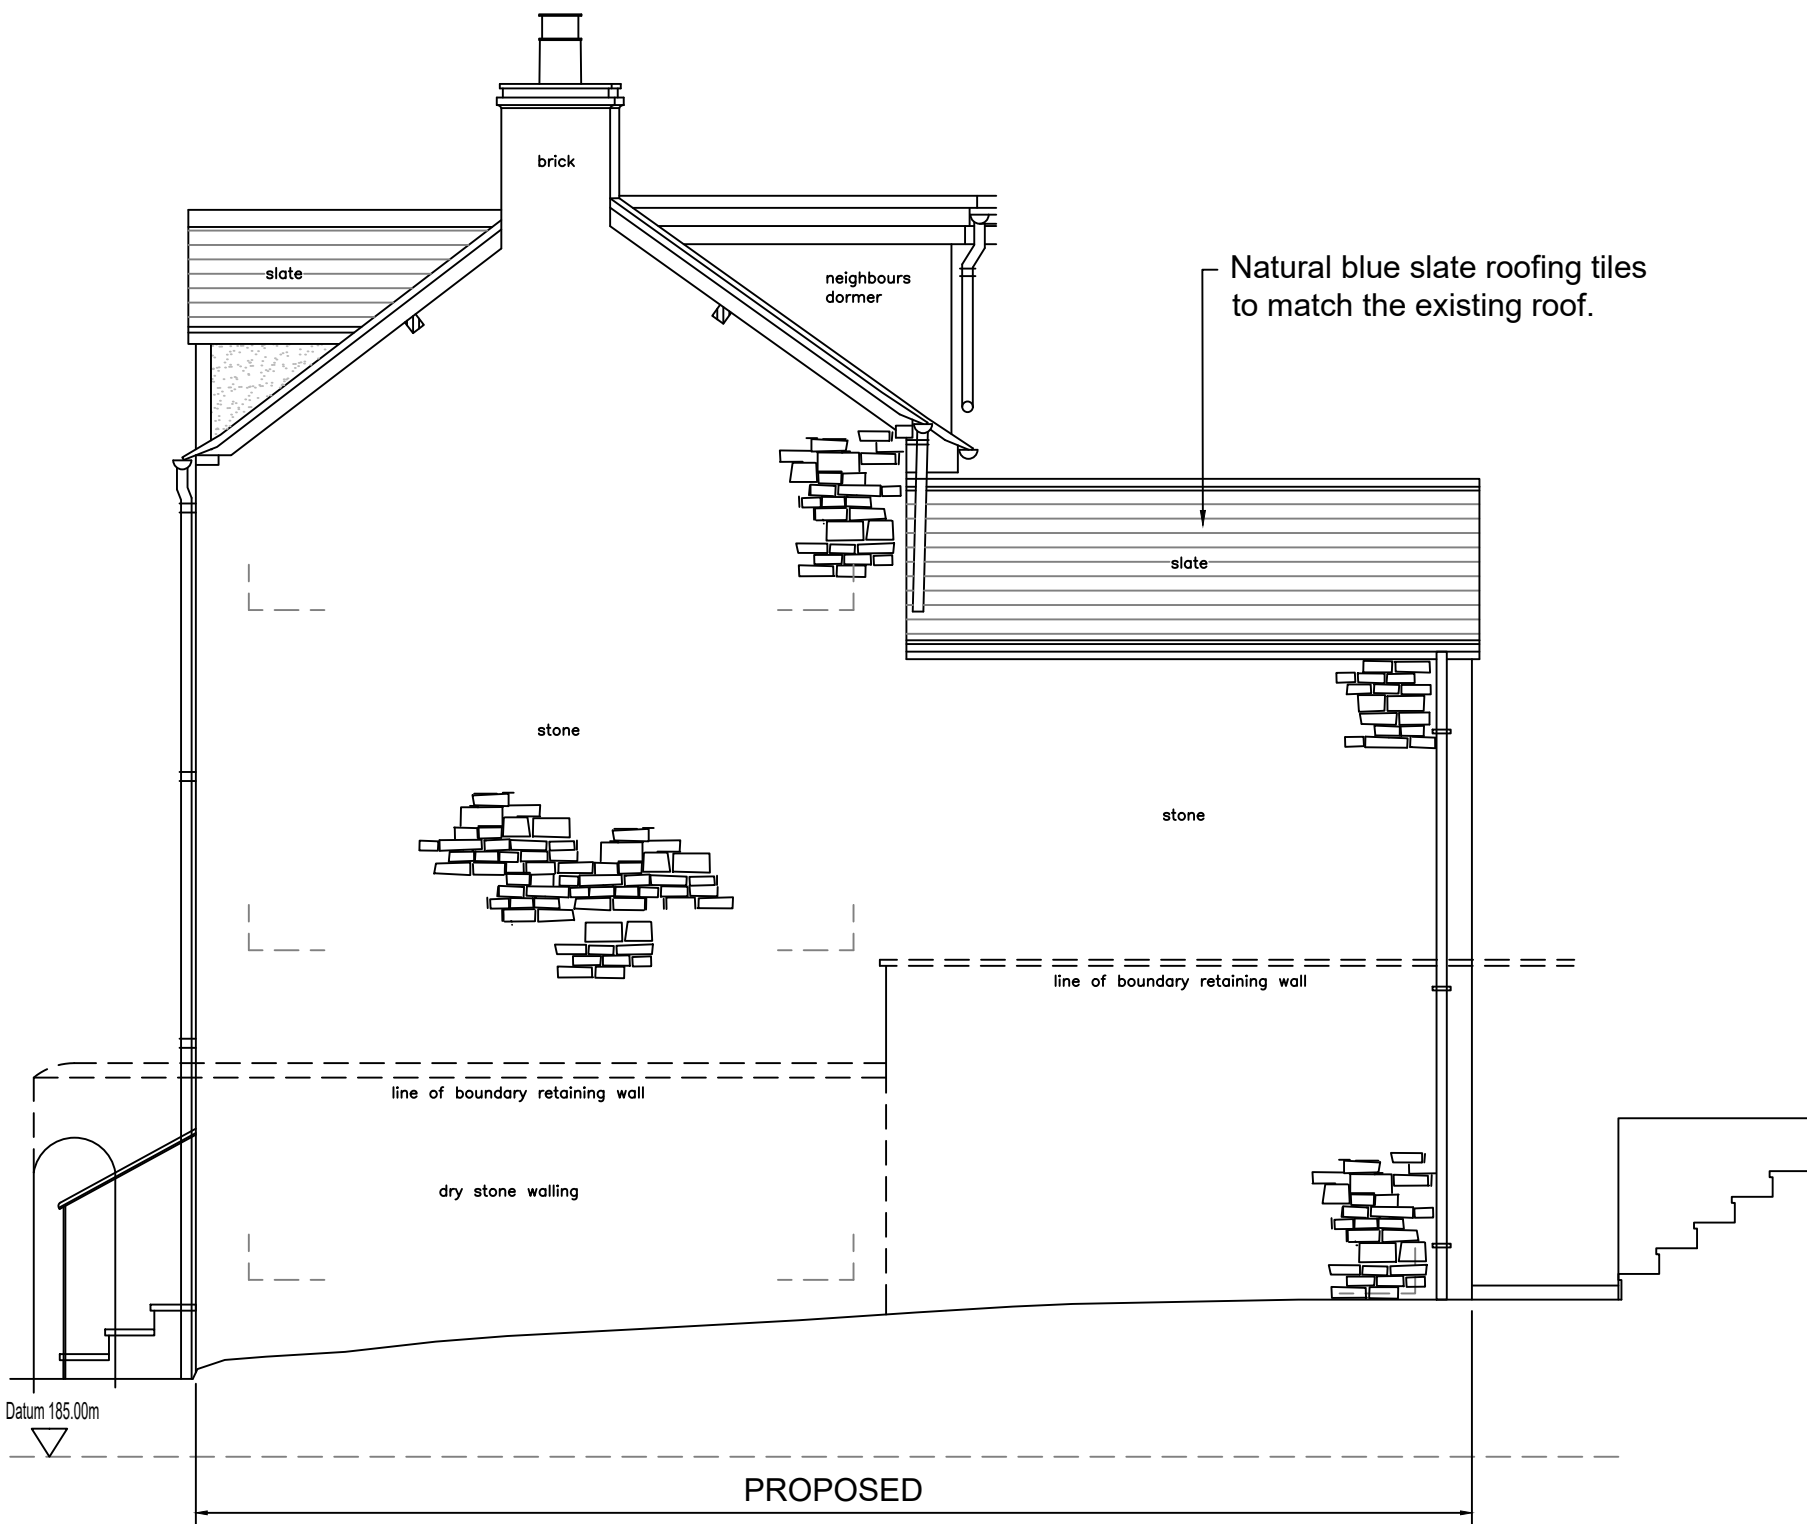 brick
slate
neighbours
dormer
Natural blue slate roofing tiles
to match the existing roof.
slate
stone
stone
line of boundary retaining wall
line of boundary retaining wall
dry stone walling
Datum 185.00m
PROPOSED